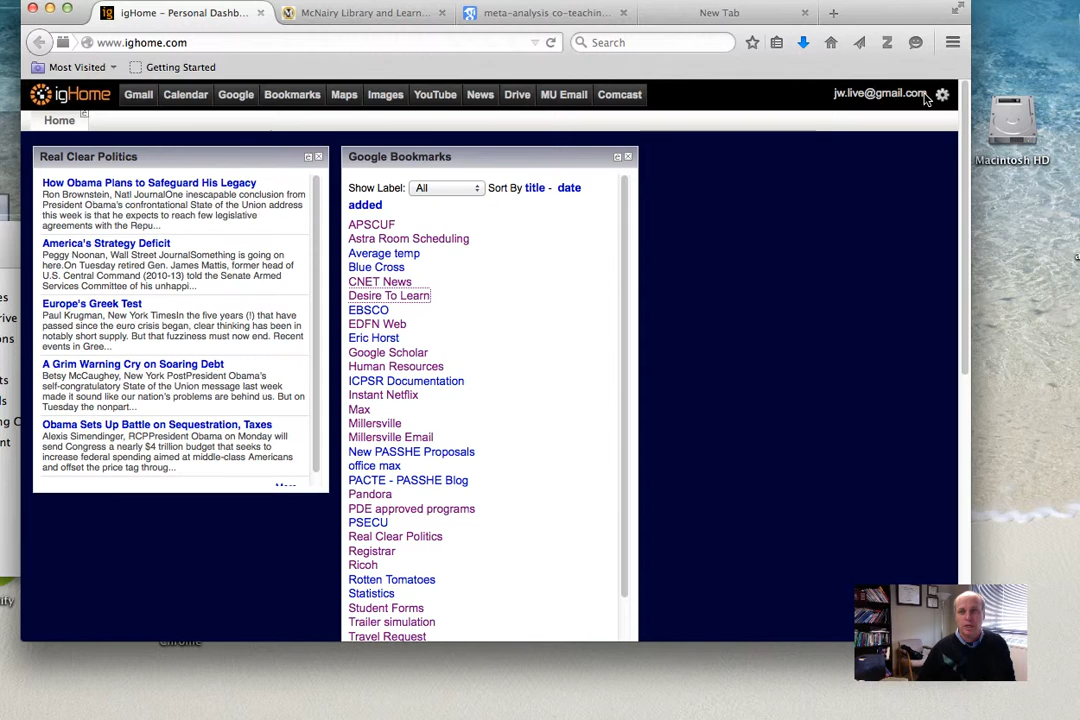 igHome - Personal Dashb...
McNairy Library and Learn...
meta-analysis co-teachin...
New Tab
www.ighome.com
Search
Most Visited
Getting Started
igHome Gmail Calendar Google Bookmarks Maps Images YouTube News Drive MU Email Comcast
jw.live@gmail.com
Home
Real Clear Politics
How Obama Plans to Safeguard His Legacy
Ron Brownstein, Natl JournalOne inescapable conclusion from
President Obama's confrontational State of the Union address
this week is that he expects to reach few legislative
agreements with the Repu...
America's Strategy Deficit
Peggy Noonan, Wall Street JournalSomething is going on
here.On Tuesday retired Gen. James Mattis, former head of
U.S. Central Command (2010-13) told the Senate Armed
Services Committee of his unhappi...
Europe's Greek Test
Paul Krugman, New York TimesIn the five years (!) that have
passed since the euro crisis began, clear thinking has been in
notably short supply. But that fuzziness must now end. Recent
events in Gree...
A Grim Warning Cry on Soaring Debt
Betsy McCaughey, New York PostPresident Obama's
self-congratulatory State of the Union message last week
made it sound like our nation's problems are behind us. But on
Tuesday the nonpart...
Obama Sets Up Battle on Sequestration, Taxes
Alexis Simendinger, RCPPresident Obama on Monday will
send Congress a nearly $4 trillion budget that seeks to
increase federal spending aimed at middle-class Americans
and offset the price tag throug...
More
Google Bookmarks
Show Label: All Sort By title - date
added
APSCUF
Astra Room Scheduling
Average temp
Blue Cross
CNET News
Desire To Learn
EBSCO
EDFN Web
Eric Horst
Google Scholar
Human Resources
ICPSR Documentation
Instant Netflix
Max
Millersville
Millersville Email
New PASSHE Proposals
office max
PACTE - PASSHE Blog
Pandora
PDE approved programs
PSECU
Real Clear Politics
Registrar
Ricoh
Rotten Tomatoes
Statistics
Student Forms
Trailer simulation
Travel Request
Macintosh HD
Chrome